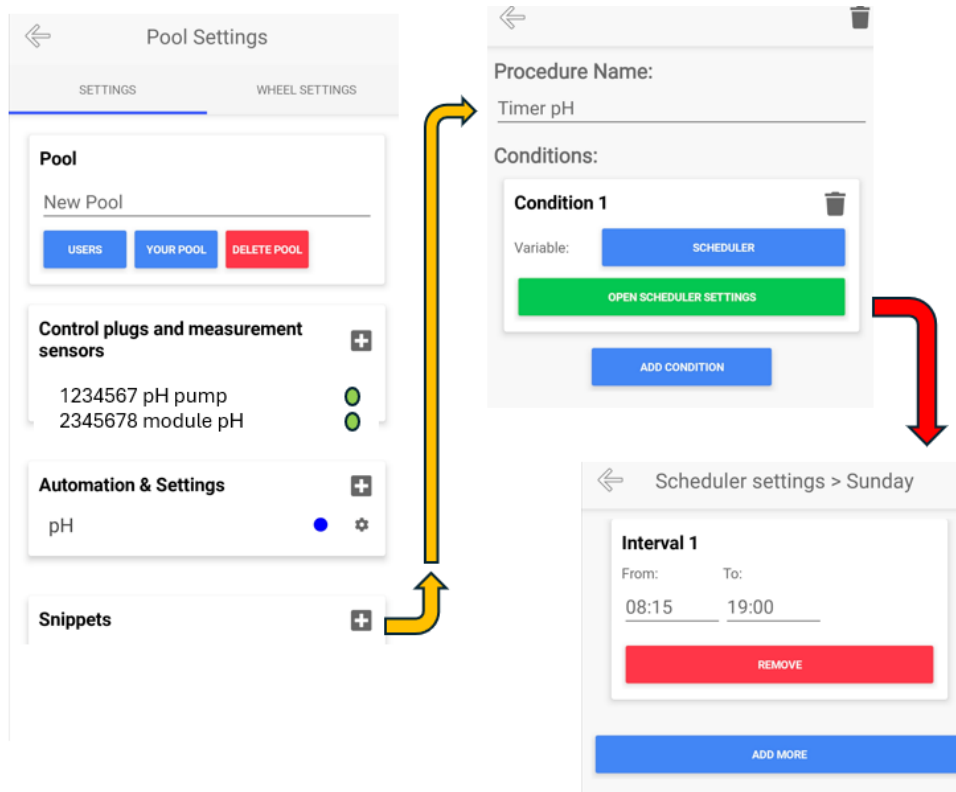 Pool Settings
SETTINGS
WHEEL SETTINGS
Pool
New Pool
USERS
YOUR POOL
DELETE POOL
Control plugs and measurement
sensors
1234567 pH pump
2345678 module pH
Automation & Settings
pH
Snippets
Procedure Name:
Timer pH
Conditions:
Condition 1
Variable:
SCHEDULER
OPEN SCHEDULER SETTINGS
ADD CONDITION
Scheduler settings > Sunday
Interval 1
From:
To:
08:15
19:00
REMOVE
ADD MORE